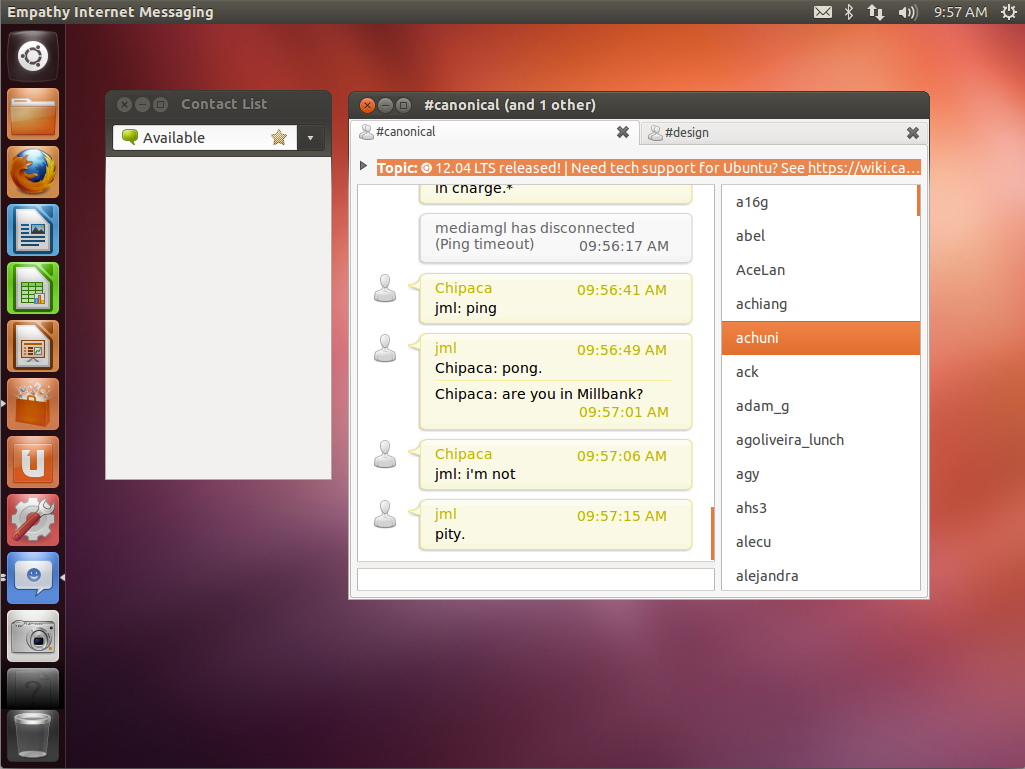 Empathy Internet Messaging
9:57 AM
Contact List
Available
#canonical (and 1 other)
#canonical
#design
Topic: 12.04 LTS released! | Need tech support for Ubuntu? See https://wiki.ca...
in charge.*
mediamgl has disconnected
(Ping timeout) 09:56:17 AM
Chipaca 09:56:41 AM
jml: ping
jml 09:56:49 AM
Chipaca: pong.
Chipaca: are you in Millbank?
09:57:01 AM
Chipaca 09:57:06 AM
jml: i'm not
jml 09:57:15 AM
pity.
a16g
abel
AceLan
achiang
achuni
ack
adam_g
agoliveira_lunch
agy
ahs3
alecu
alejandra